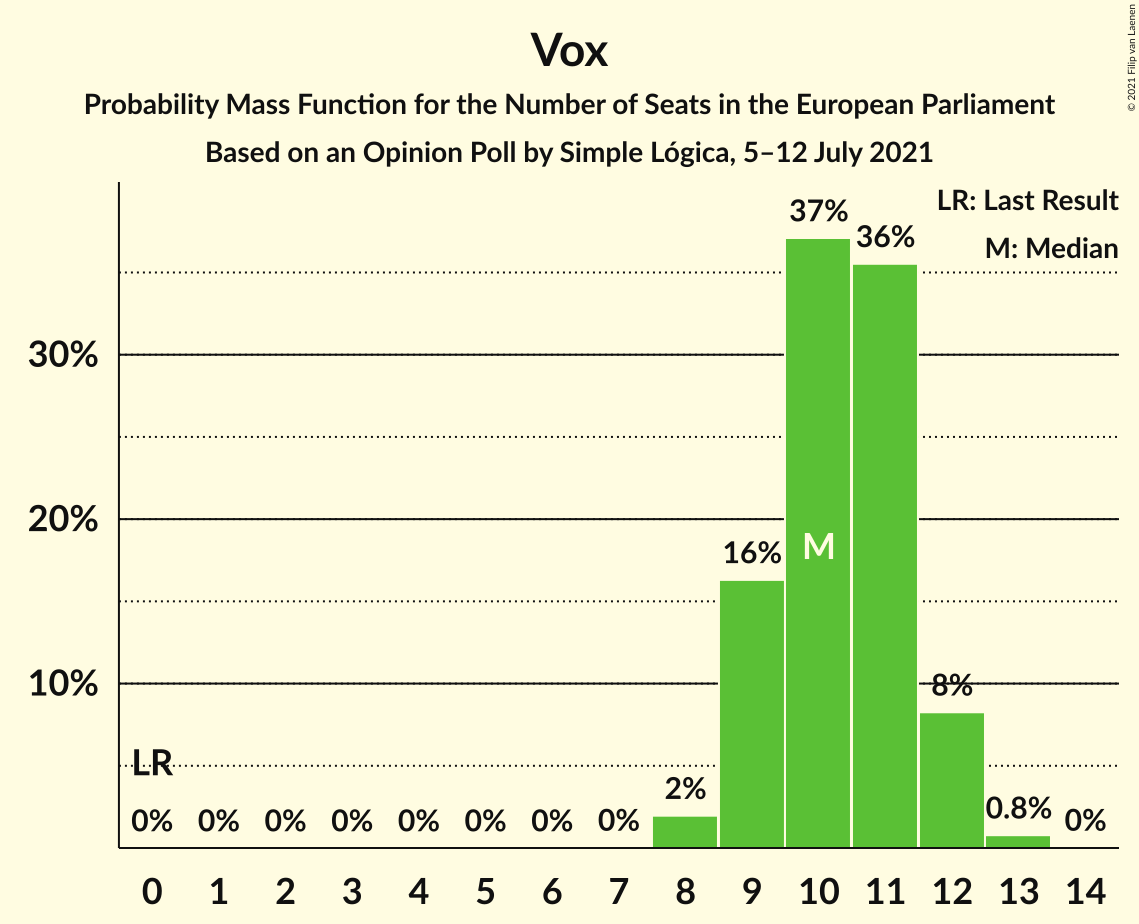 © 2021 Filip van Laenen
Vox
Probability Mass Function for the Number of Seats in the European Parliament
Based on an Opinion Poll by Simple Lógica, 5–12 July 2021
LR: Last Result
M: Median
37%
36%
30%
20%
16%
M
10%
8%
LR
2%
0% 0% 0% 0% 0% 0% 0% 0% 0.8% 0%
0 1 2 3 4 5 6 7 8 9 10 11 12 13 14